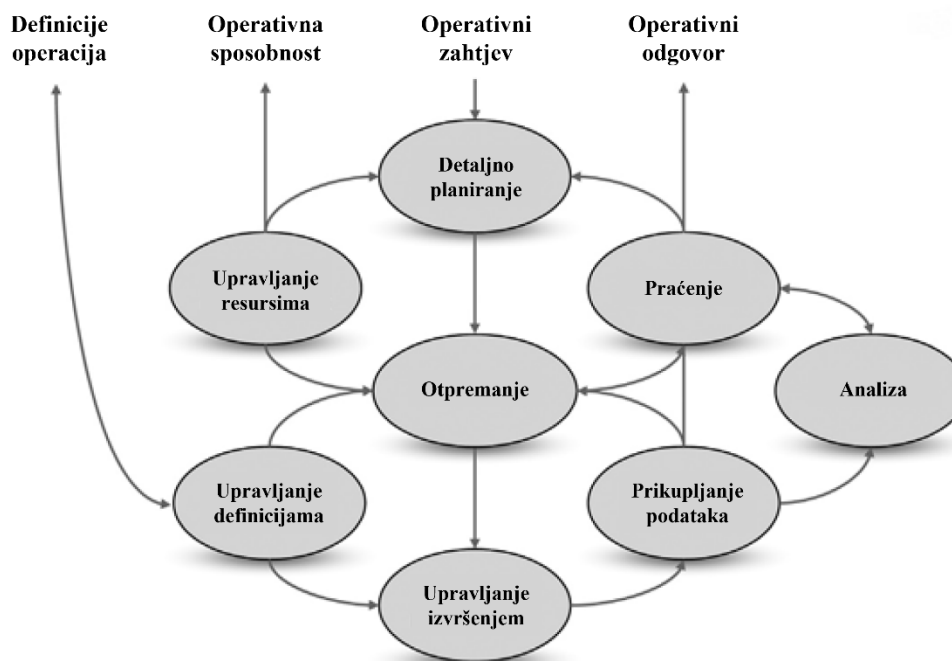 Definicije
operacija
Operativna
sposobnost
Operativni
zahtjev
Operativni
odgovor
Detaljno
planiranje
Upravljanje
resursima
Praćenje
Otpremanje
Analiza
Upravljanje
definicijama
Prikupljanje
podataka
Upravljanje
izvršenjem